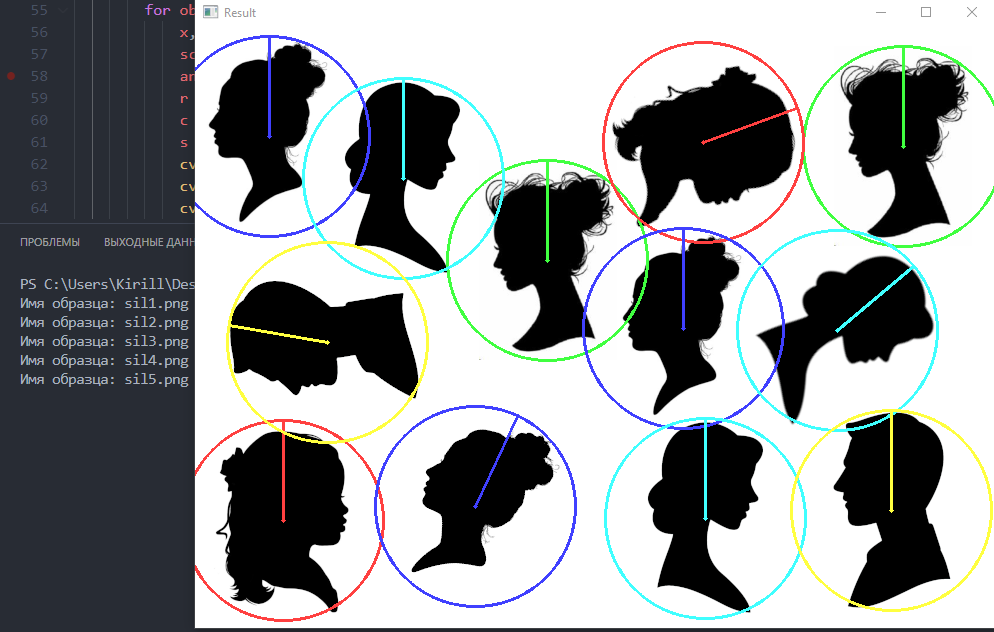 Result
55 for ob
56 x,
57 sc
58 an
59 r
60 c
61 s
62 cv
63 cv
64 cv
ПРОБЛЕМЫ ВЫХОДНЫЕ ДАНН
PS C:\Users\Kirill\Des
Имя образца: sil1.png
Имя образца: sil2.png
Имя образца: sil3.png
Имя образца: sil4.png
Имя образца: sil5.png